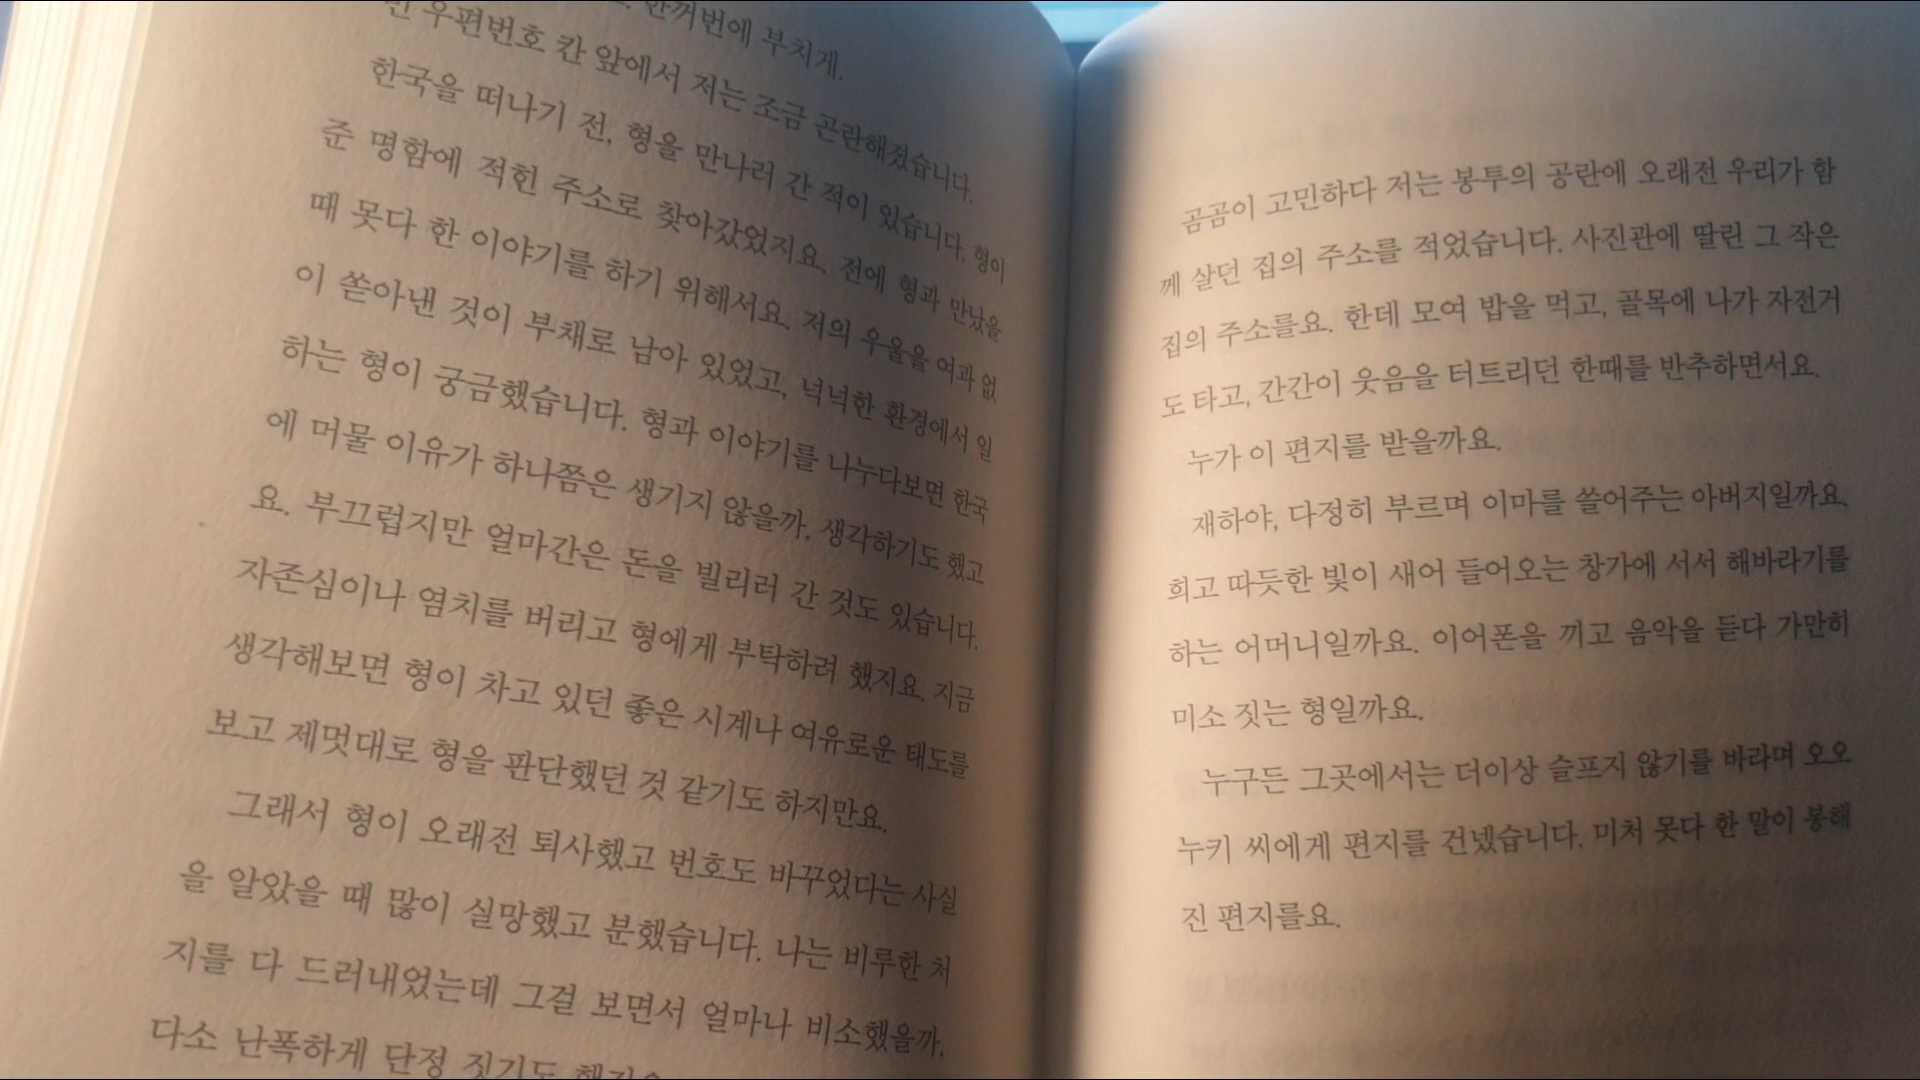 한꺼번에 부치게.
빈 우편번호 칸 앞에서 저는 조금 곤란해졌습니다.
한국을 떠나기 전, 형을 만나러 간 적이 있습니다. 형이
준 명함에 적힌 주소로 찾아갔었지요. 전에 형과 만났을
때 못다 한 이야기를 하기 위해서요. 저의 우울을 여과 없
이 쏟아낸 것이 부채로 남아 있었고, 넉넉한 환경에서 일
하는 형이 궁금했습니다. 형과 이야기를 나누다보면 한국
에 머물 이유가 하나쯤은 생기지 않을까, 생각하기도 했고
요. 부끄럽지만 얼마간은 돈을 빌리러 간 것도 있습니다.
자존심이나 염치를 버리고 형에게 부탁하려 했지요. 지금
생각해보면 형이 차고 있던 좋은 시계나 여유로운 태도를
보고 제멋대로 형을 판단했던 것 같기도 하지만요.
그래서 형이 오래전 퇴사했고 번호도 바꾸었다는 사실
을 알았을 때 많이 실망했고 분했습니다. 나는 비루한 처
지를 다 드러내었는데 그걸 보면서 얼마나 비소했을까,
다소 난폭하게 단정 짓기도 했지요
곰곰이 고민하다 저는 봉투의 공란에 오래전 우리가 함
께 살던 집의 주소를 적었습니다. 사진관에 딸린 그 작은
집의 주소를요. 한데 모여 밥을 먹고, 골목에 나가 자전거
도 타고, 간간이 웃음을 터트리던 한때를 반추하면서요.
누가 이 편지를 받을까요.
재하야, 다정히 부르며 이마를 쓸어주는 아버지일까요.
희고 따듯한 빛이 새어 들어오는 창가에 서서 해바라기를
하는 어머니일까요. 이어폰을 끼고 음악을 듣다 가만히
미소 짓는 형일까요.
누구든 그곳에서는 더이상 슬프지 않기를 바라며 오오
누키 씨에게 편지를 건넸습니다. 미처 못다 한 말이 봉해
진 편지를요.